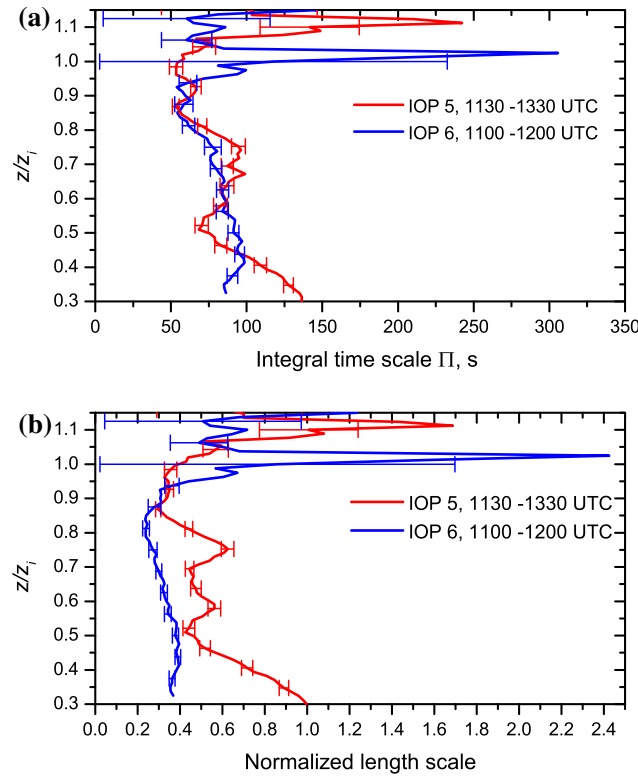 (a)
1.1
1.0
0.9
0.8
0.7
0.6
0.5
0.4
0.3
z/z_i
IOP 5, 1130 -1330 UTC
IOP 6, 1100 -1200 UTC
0 50 100 150 200 250 300 350
Integral time scale Π, s
(b)
1.1
1.0
0.9
0.8
0.7
0.6
0.5
0.4
0.3
z/z_i
IOP 5, 1130 -1330 UTC
IOP 6, 1100 -1200 UTC
0.0 0.2 0.4 0.6 0.8 1.0 1.2 1.4 1.6 1.8 2.0 2.2 2.4
Normalized length scale